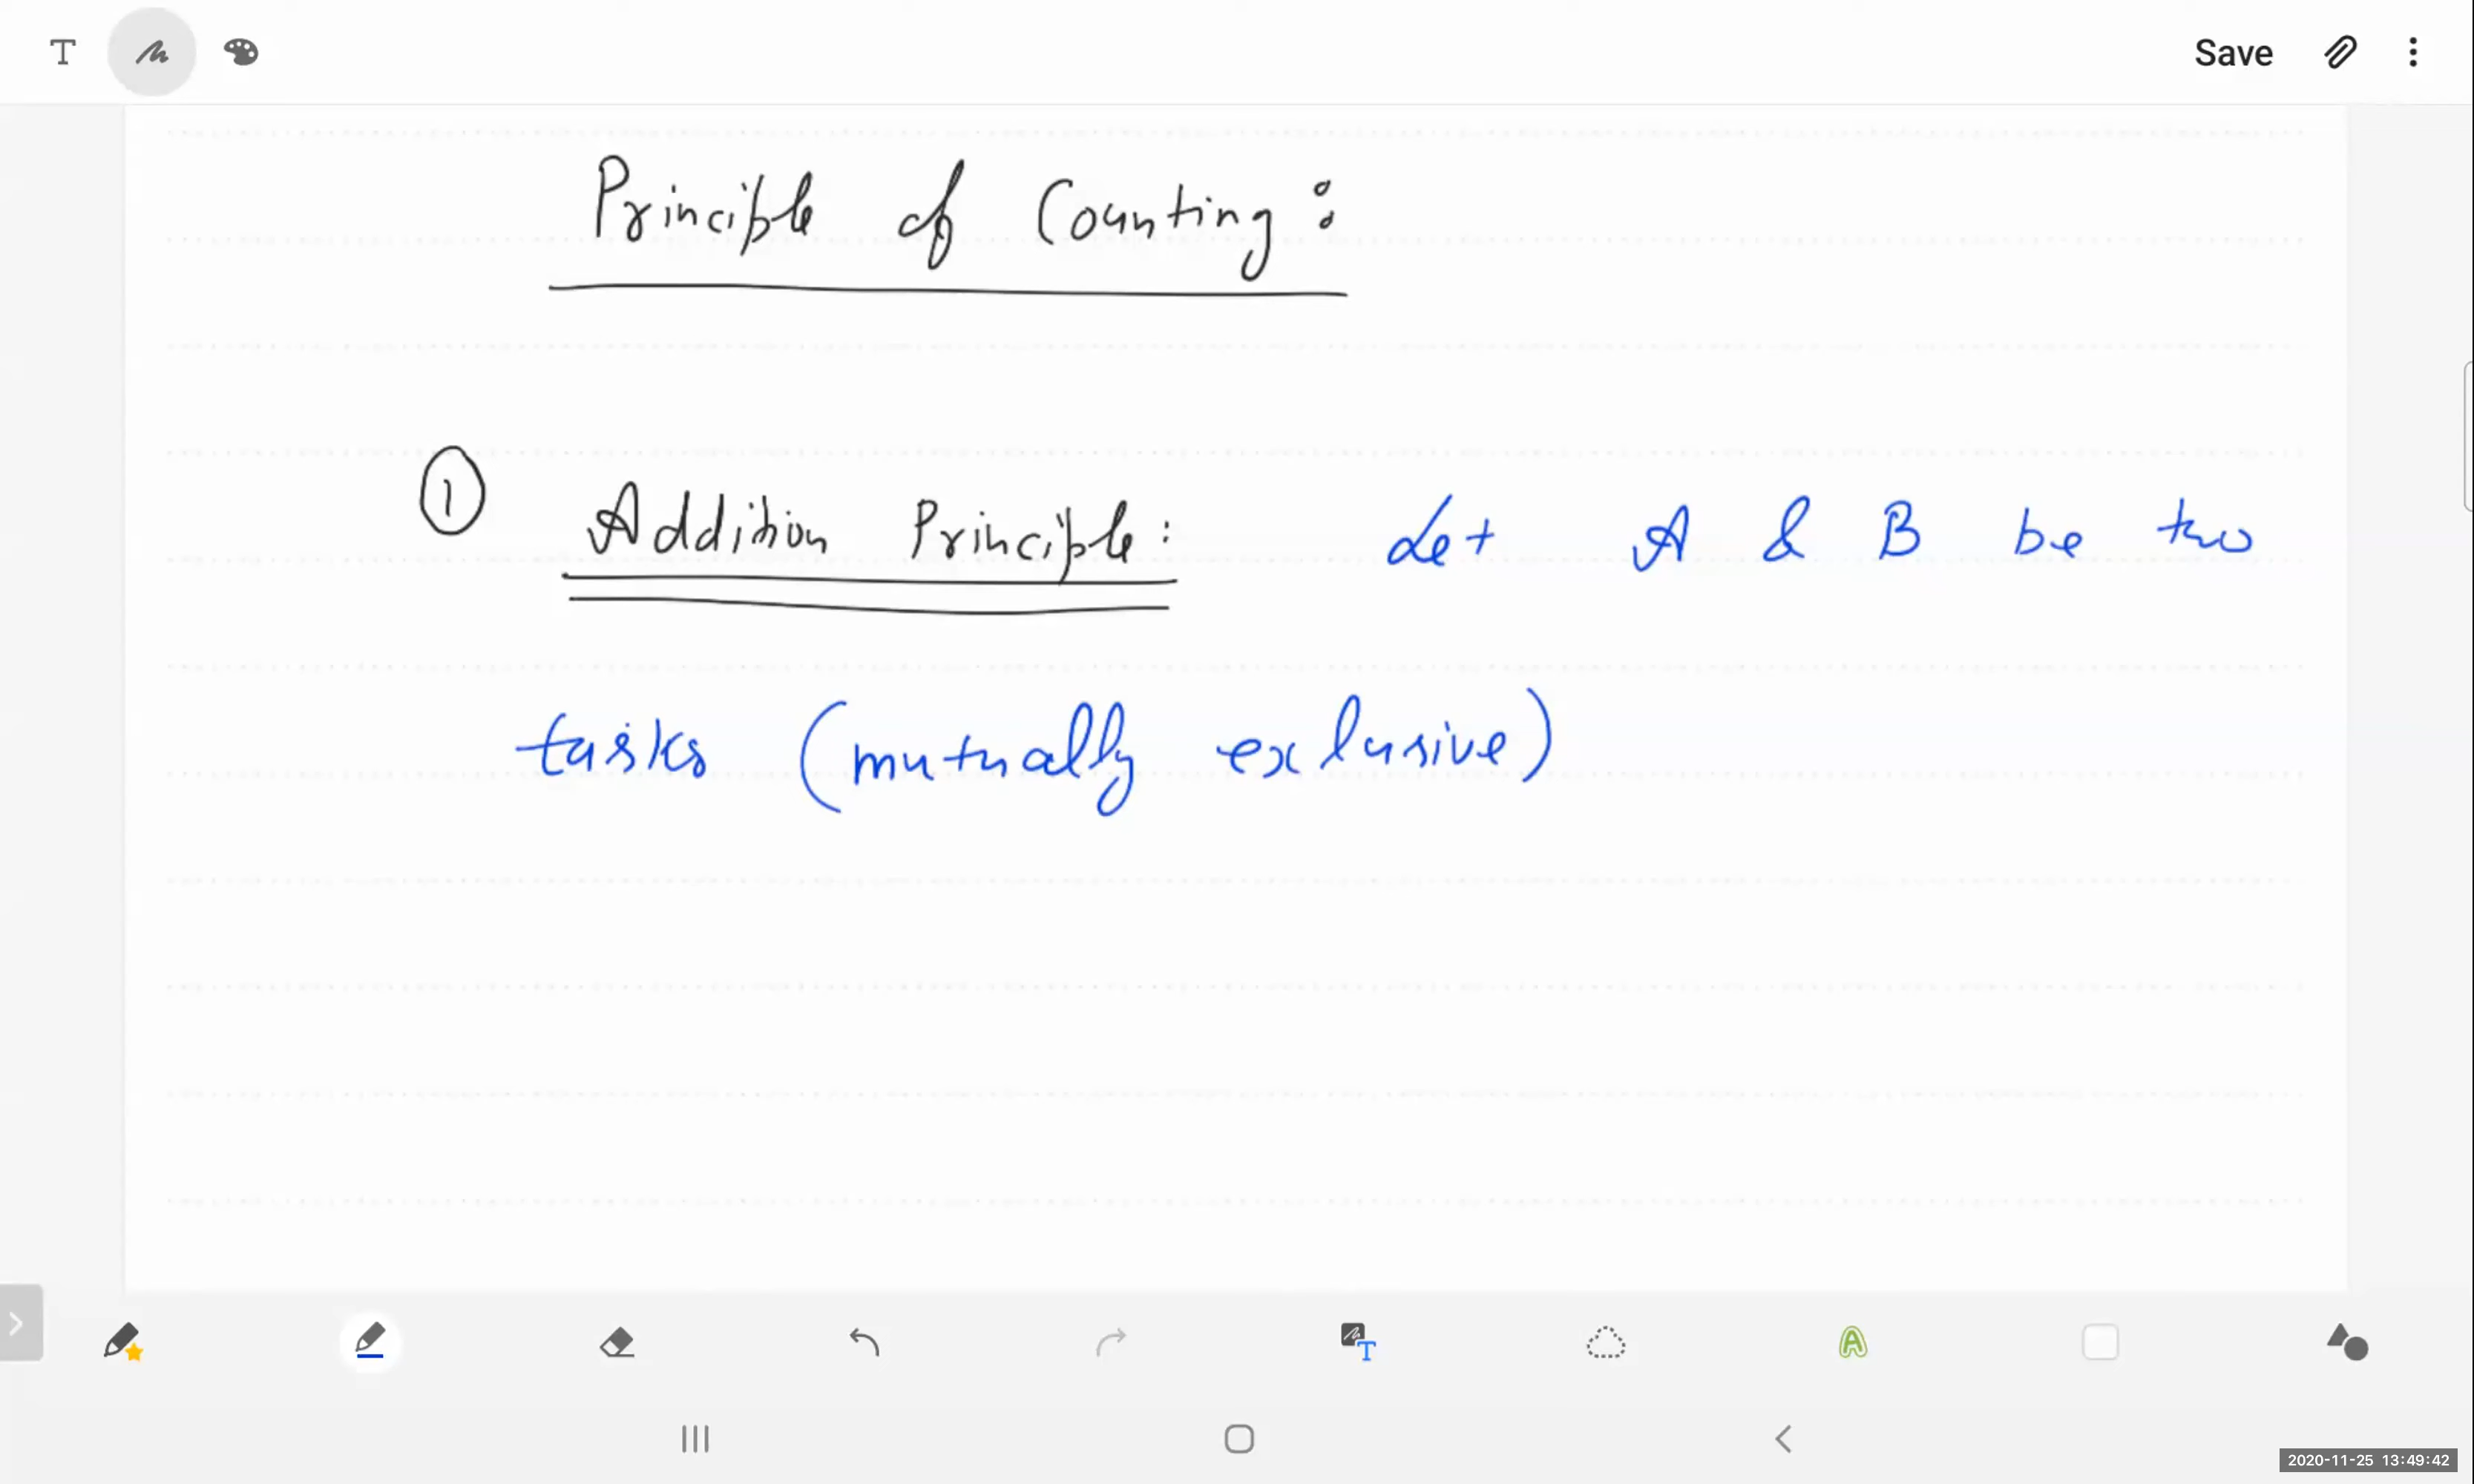 T Save
Principle of Counting :
① Addition Principle : Let A & B be two
tasks (mutually exclusive)
T A
2020-11-25 13:49:42